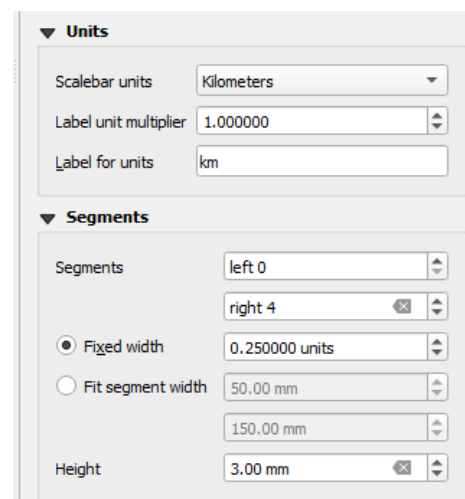 Units
Scalebar units Kilometers
Label unit multiplier 1.000000
Label for units km
Segments
Segments left 0
right 4
Fixed width 0.250000 units
Fit segment width 50.00 mm
150.00 mm
Height 3.00 mm